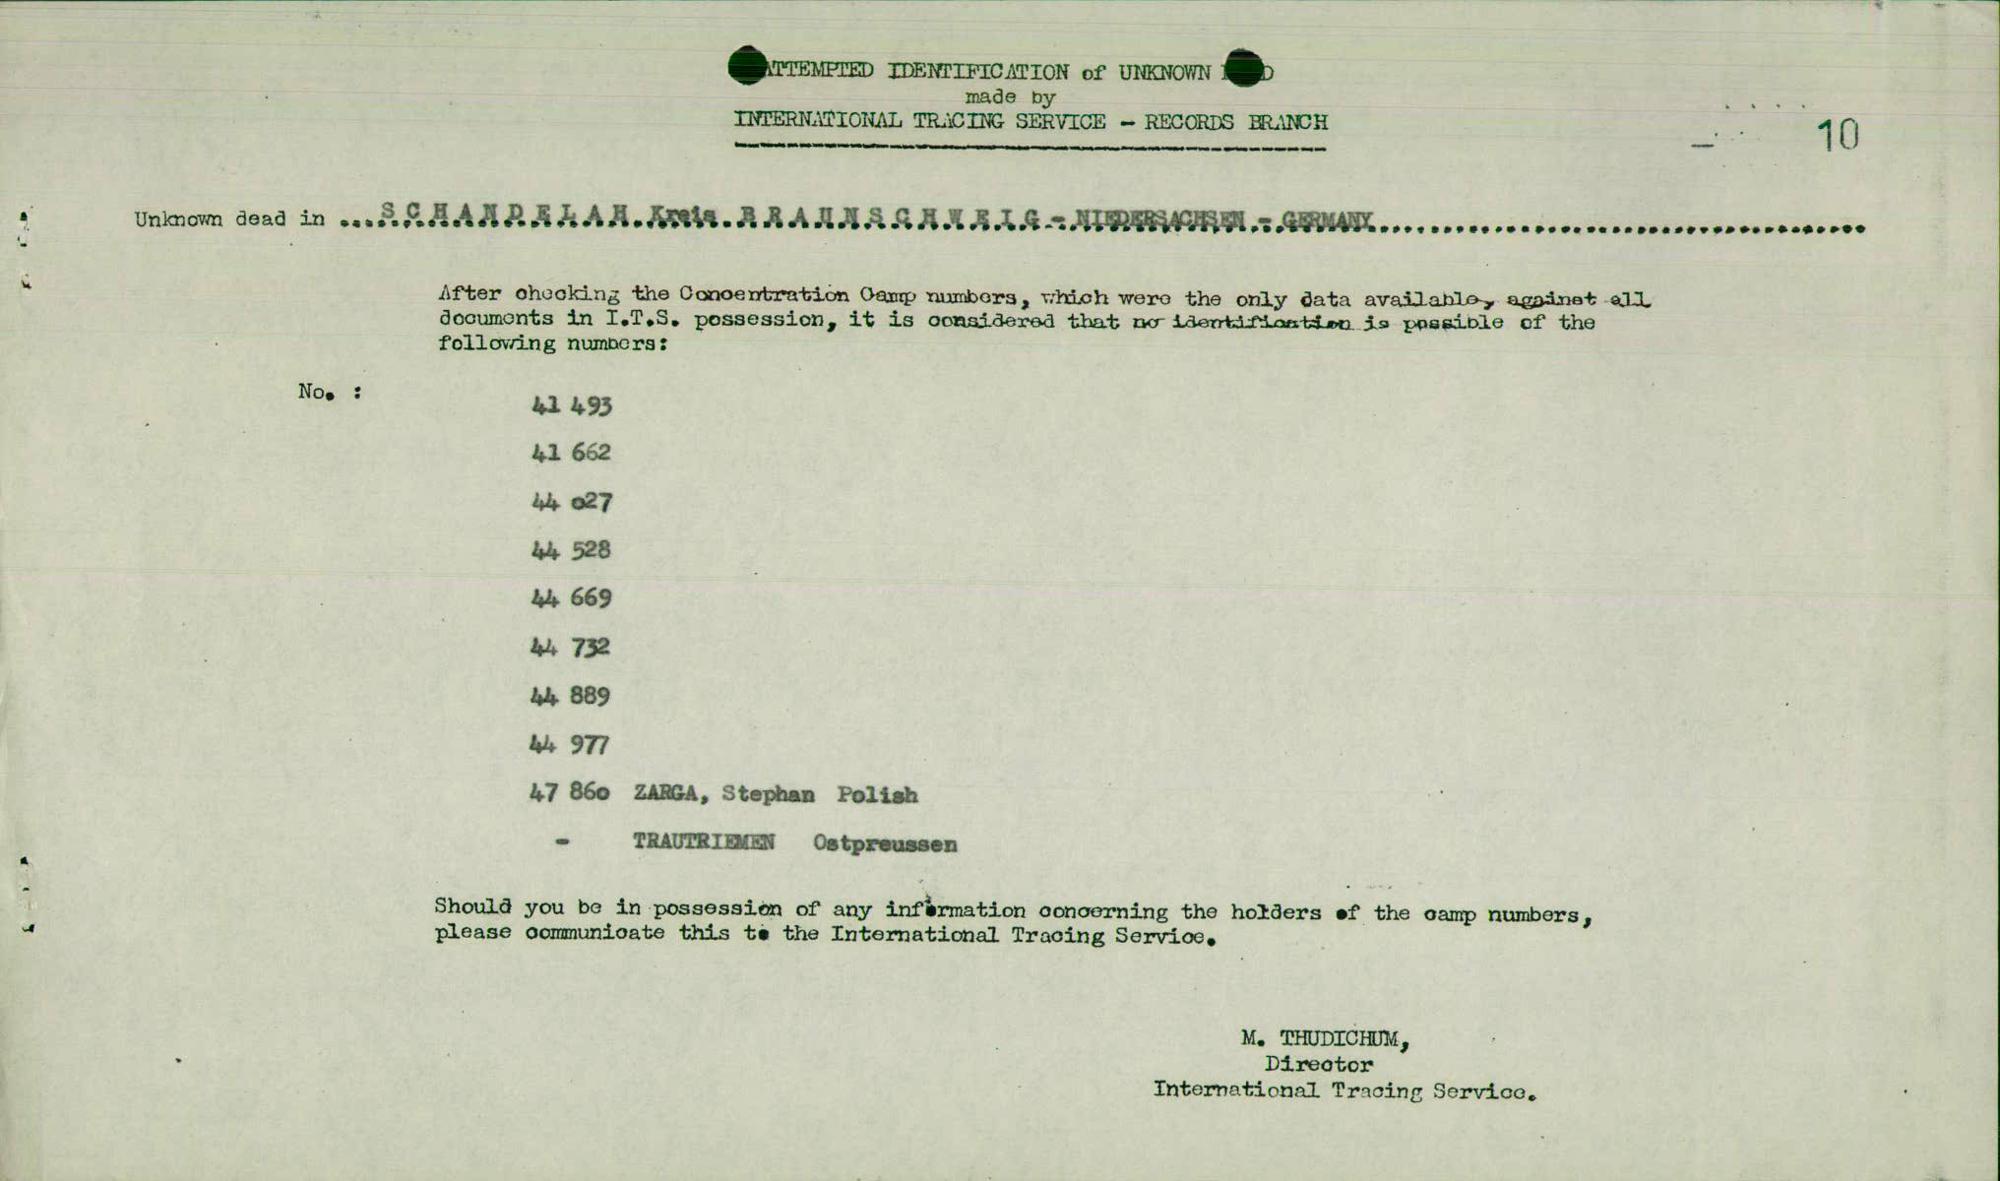 ATTEMPTED IDENTIFICATION of UNKNOWN
made by
INTERNATIONAL TRACING SERVICE - RECORDS BRANCH
10
Unknown dead in ...S C H A N D E L A H Kreis B R A U N S C H W E I G - NIEDERSACHSEN - GERMANY
After checking the Concentration Camp numbers, which were the only data available, against all
documents in I.T.S. possession, it is considered that no identification is possible of the
following numbers:
No. :
41 493
41 662
44 o27
44 528
44 669
44 732
44 889
44 977
47 86o ZARGA, Stephan Polish
- TRAUTRIEMEN Ostpreussen
Should you be in possession of any information concerning the holders of the camp numbers,
please communicate this to the International Tracing Service.
M. THUDICHUM,
Director
International Tracing Service.